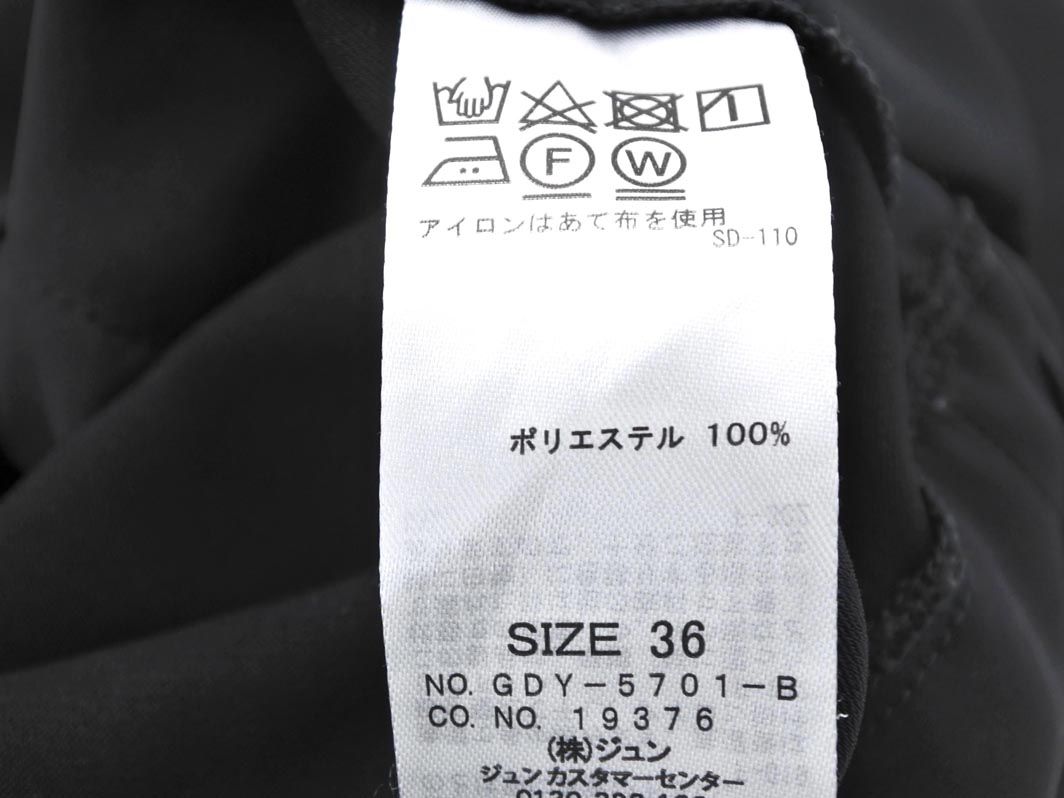 F W
アイロンはあて布を使用
SD-110
ポリエステル 100%
SIZE 36
NO. GDY-5701-B
CO. NO. 19376
(株)ジュン
ジュンカスタマーセンター